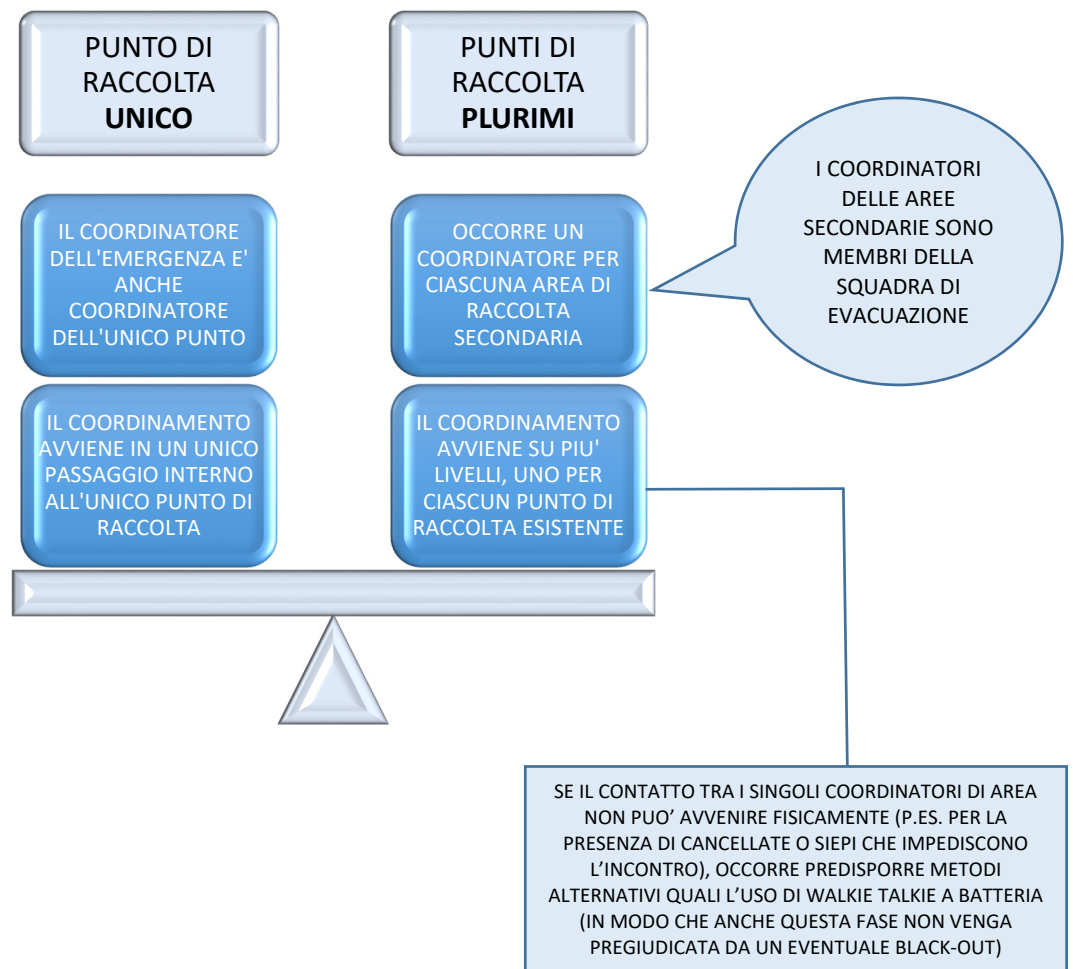 PUNTO DI
RACCOLTA
UNICO
PUNTI DI
RACCOLTA
PLURIMI
IL COORDINATORE
DELL'EMERGENZA E'
ANCHE
COORDINATORE
DELL'UNICO PUNTO
OCCORRE UN
COORDINATORE PER
CIASCUNA AREA DI
RACCOLTA
SECONDARIA
I COORDINATORI
DELLE AREE
SECONDARIE SONO
MEMBRI DELLA
SQUADRA DI
EVACUAZIONE
IL COORDINAMENTO
AVVIENE IN UN UNICO
PASSAGGIO INTERNO
ALL'UNICO PUNTO DI
RACCOLTA
IL COORDINAMENTO
AVVIENE SU PIU'
LIVELLI, UNO PER
CIASCUN PUNTO DI
RACCOLTA ESISTENTE
SE IL CONTATTO TRA I SINGOLI COORDINATORI DI AREA
NON PUO’ AVVENIRE FISICAMENTE (P.ES. PER LA
PRESENZA DI CANCELLATE O SIEPI CHE IMPEDISCONO
L’INCONTRO), OCCORRE PREDISPORRE METODI
ALTERNATIVI QUALI L’USO DI WALKIE TALKIE A BATTERIA
(IN MODO CHE ANCHE QUESTA FASE NON VENGA
PREGIUDICATA DA UN EVENTUALE BLACK-OUT)